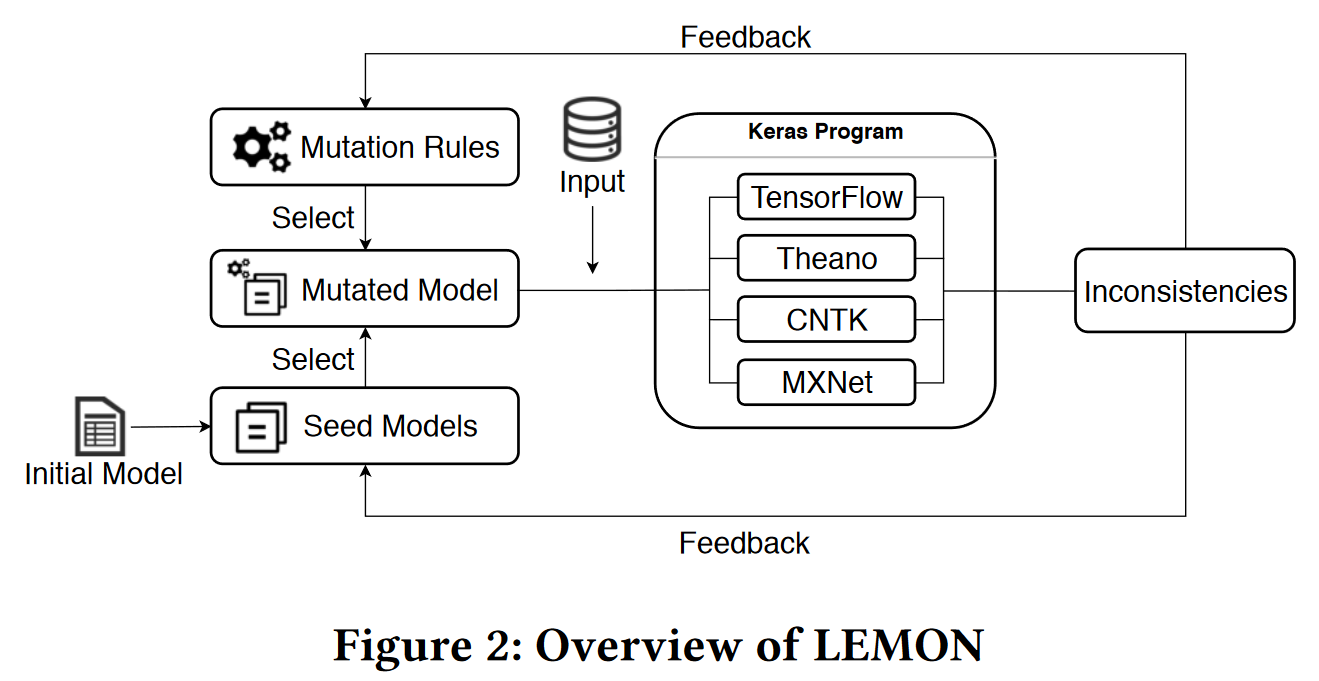 Feedback
Mutation Rules
Input
Keras Program
TensorFlow
Theano
CNTK
MXNet
Select
Mutated Model
Inconsistencies
Select
Seed Models
Initial Model
Feedback
Figure 2: Overview of LEMON